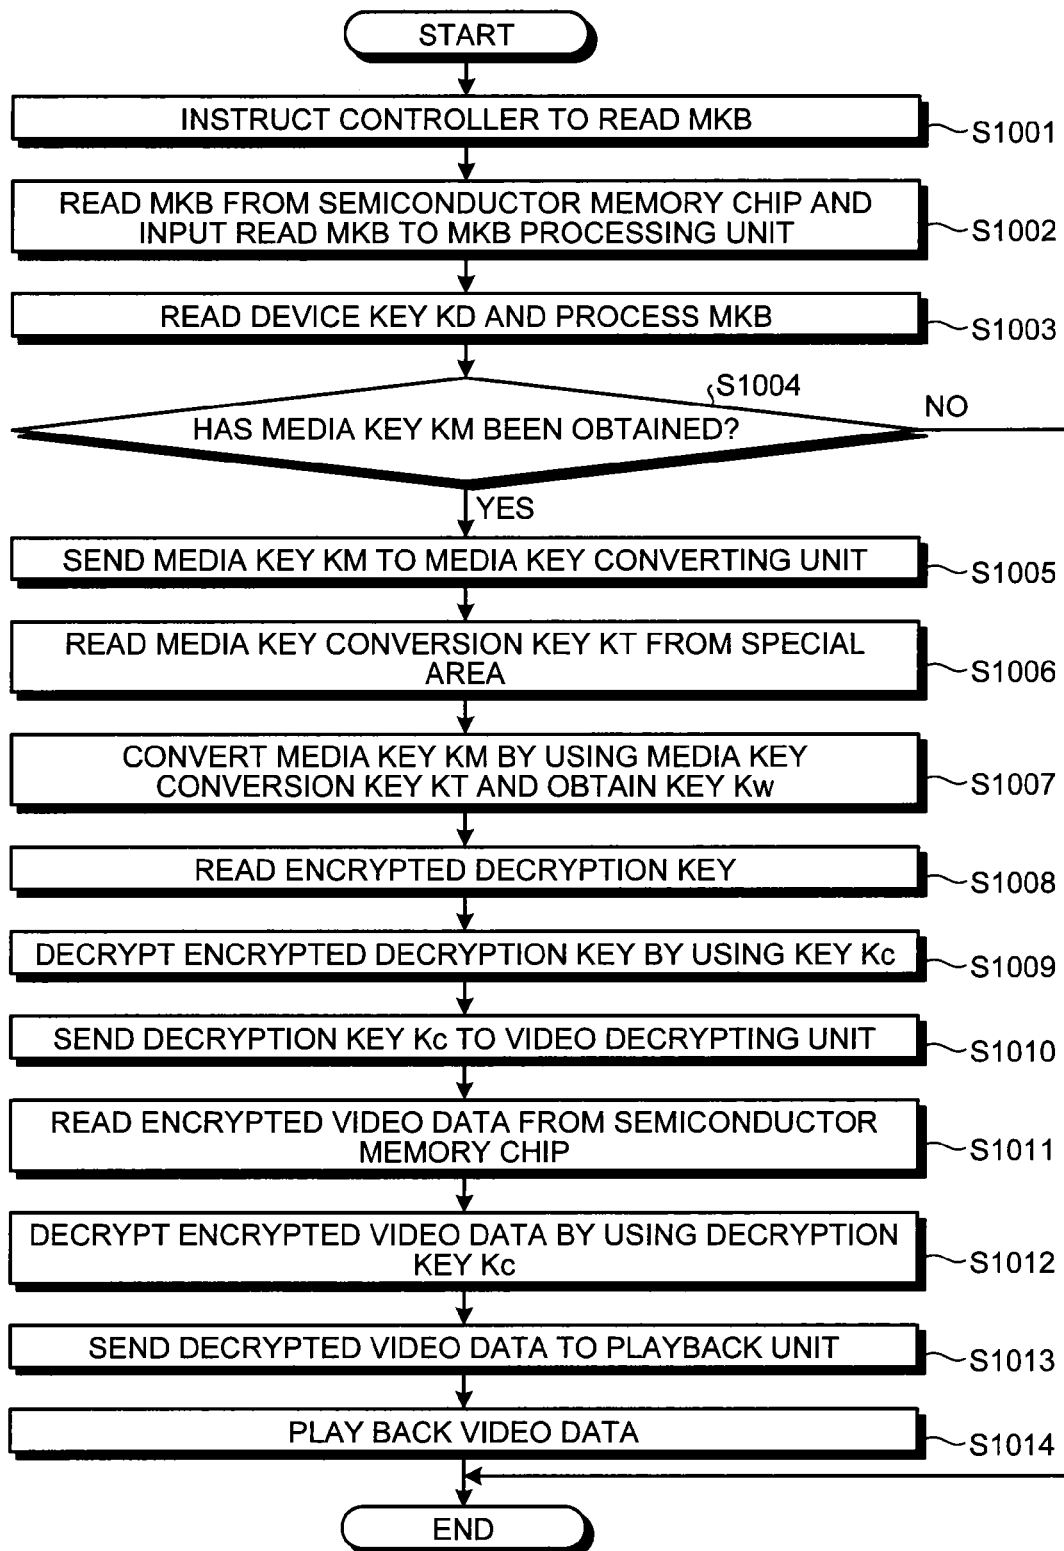 START
INSTRUCT CONTROLLER TO READ MKB
S1001
READ MKB FROM SEMICONDUCTOR MEMORY CHIP AND
INPUT READ MKB TO MKB PROCESSING UNIT
S1002
READ DEVICE KEY KD AND PROCESS MKB
S1003
S1004
HAS MEDIA KEY KM BEEN OBTAINED?
NO
YES
SEND MEDIA KEY KM TO MEDIA KEY CONVERTING UNIT
S1005
READ MEDIA KEY CONVERSION KEY KT FROM SPECIAL
AREA
S1006
CONVERT MEDIA KEY KM BY USING MEDIA KEY
CONVERSION KEY KT AND OBTAIN KEY Kw
S1007
READ ENCRYPTED DECRYPTION KEY
S1008
DECRYPT ENCRYPTED DECRYPTION KEY BY USING KEY Kc
S1009
SEND DECRYPTION KEY Kc TO VIDEO DECRYPTING UNIT
S1010
READ ENCRYPTED VIDEO DATA FROM SEMICONDUCTOR
MEMORY CHIP
S1011
DECRYPT ENCRYPTED VIDEO DATA BY USING DECRYPTION
KEY Kc
S1012
SEND DECRYPTED VIDEO DATA TO PLAYBACK UNIT
S1013
PLAY BACK VIDEO DATA
S1014
END